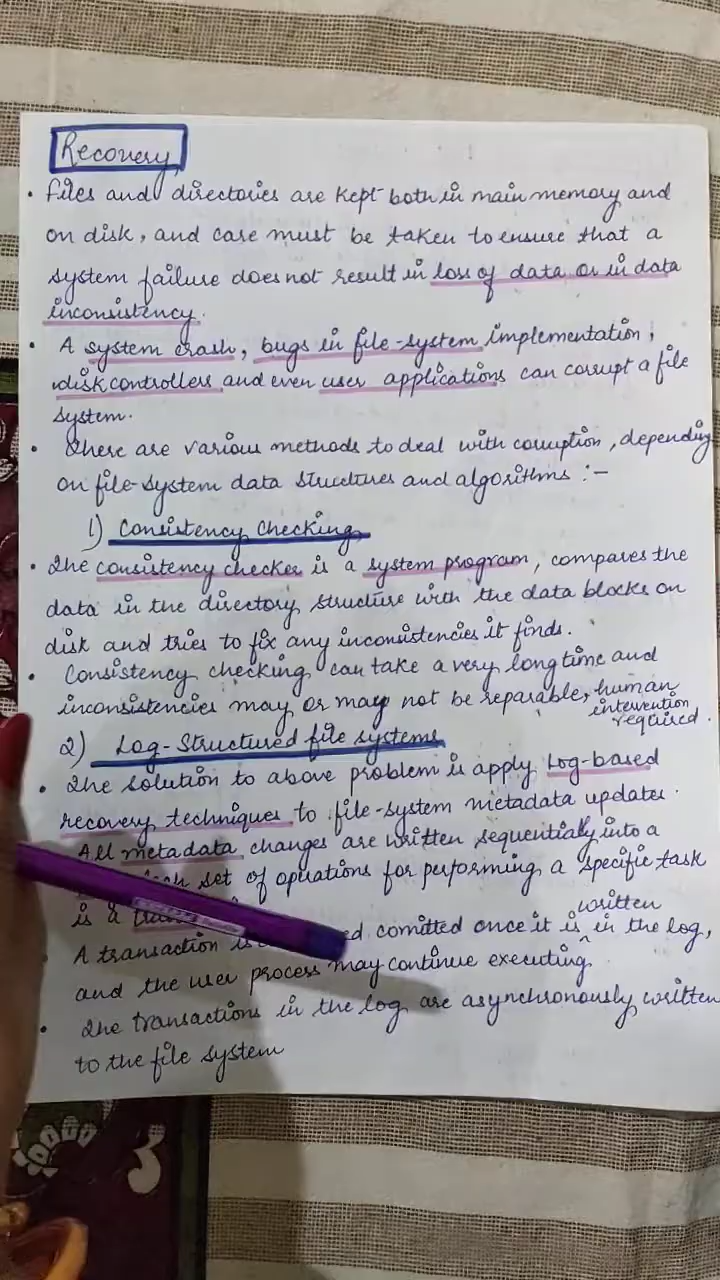 Recovery
• Files and directories are kept both in main memory and
on disk, and care must be taken to ensure that a
system failure does not result in loss of data or in data
inconsistency.
• A system crash, bugs in file-system implementation,
disk controllers and even user applications can corrupt a file
system.
• There are various methods to deal with corruption, depending
on file-system data structures and algorithms :-
1) Consistency Checking
• The consistency checker is a system program, compares the
data in the directory structure with the data blocks on
disk and tries to fix any inconsistencies it finds.
• Consistency checking can take a very long time and
inconsistencies may or may not be reparable, human
intervention
required.
2) Log-Structured file systems
• The solution to above problem is apply Log-based
recovery techniques to file-system metadata updates.
All metadata changes are written sequentially into a
set of operations for performing a specific task
is a
A transaction is comitted once it is written in the log,
and the user process may continue executing.
• The transactions in the log are asynchronously written
to the file system